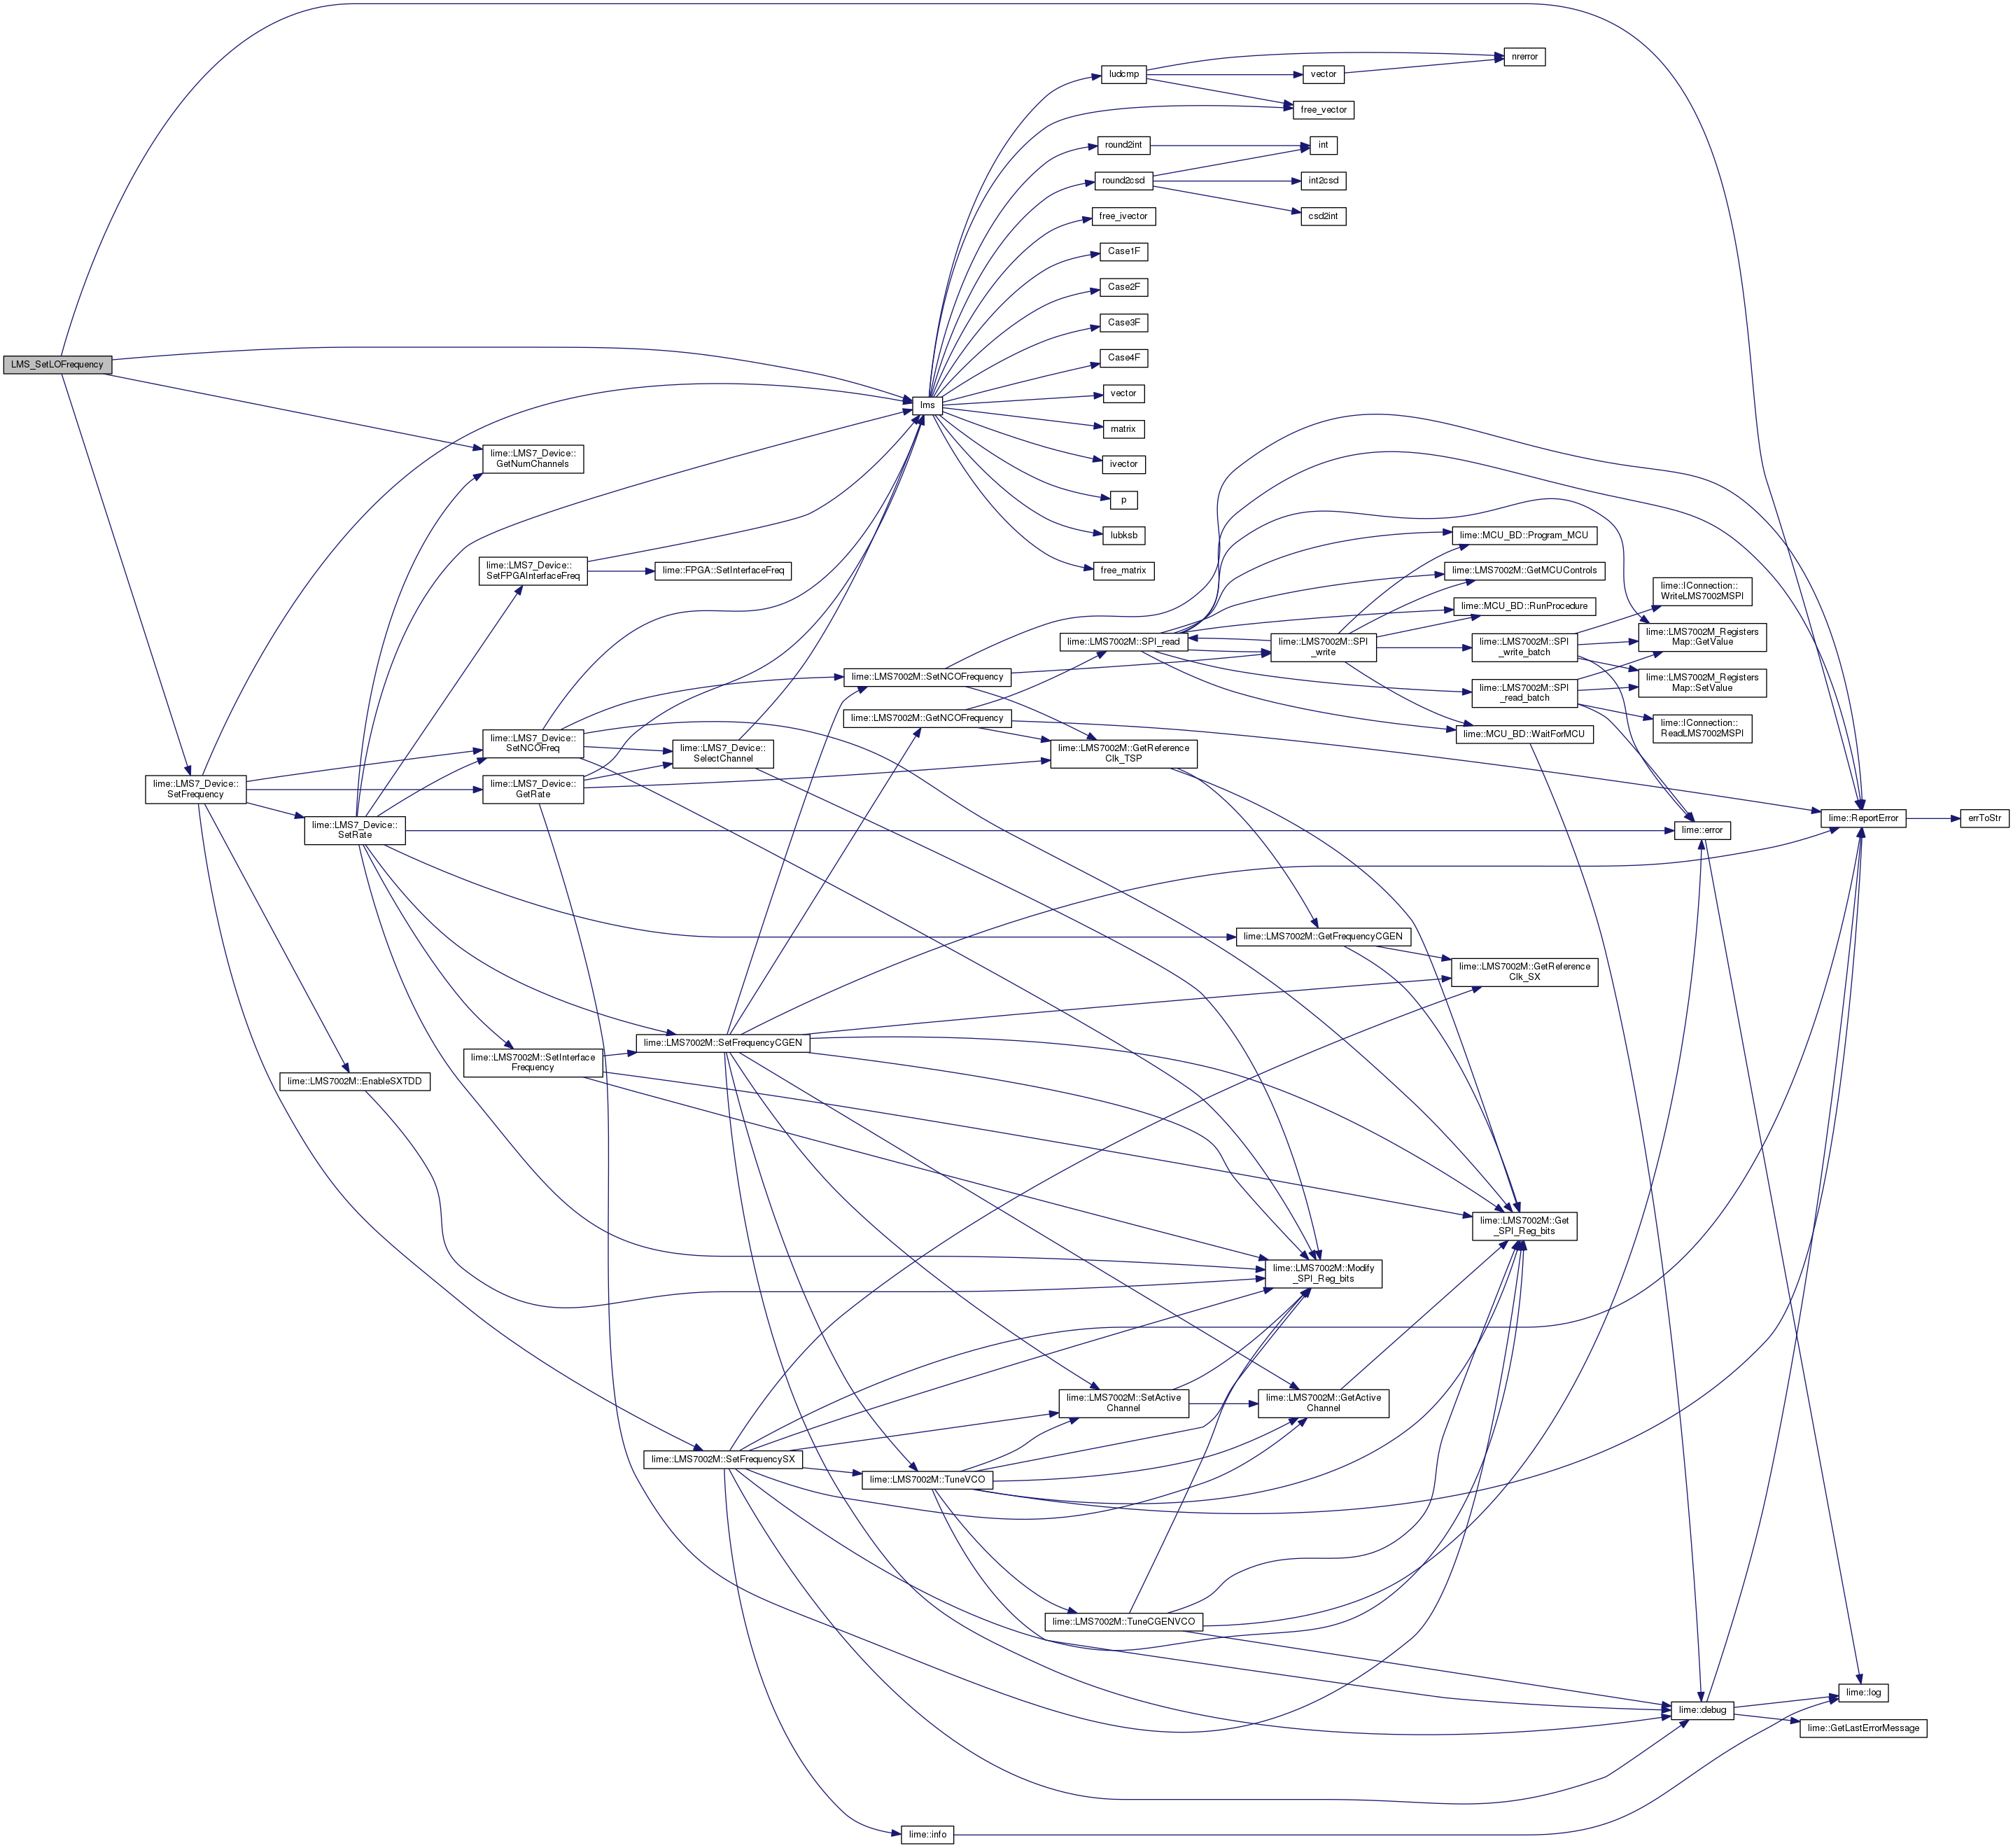 nrerror
ludcmp
vector
free_vector
round2int
int
round2csd
int2csd
free_ivector
csd2int
Case1F
Case2F
Case3F
Case4F
LMS_SetLOFrequency
vector
lms
matrix
lime::LMS7_Device::
GetNumChannels
ivector
p
lubksb
lime::MCU_BD::Program_MCU
lime::LMS7_Device::
SetFPGAInterfaceFreq
lime::FPGA::SetInterfaceFreq
free_matrix
lime::LMS7002M::GetMCUControls
lime::IConnection::
WriteLMS7002MSPI
lime::MCU_BD::RunProcedure
lime::LMS7002M::SPI_read
lime::LMS7002M::SPI
_write
lime::LMS7002M::SPI
_write_batch
lime::LMS7002M_Registers
Map::GetValue
lime::LMS7002M::SetNCOFrequency
lime::LMS7002M::SPI
_read_batch
lime::LMS7002M_Registers
Map::SetValue
lime::LMS7002M::GetNCOFrequency
lime::IConnection::
ReadLMS7002MSPI
lime::MCU_BD::WaitForMCU
lime::LMS7_Device::
SetNCOFreq
lime::LMS7_Device::
SelectChannel
lime::LMS7002M::GetReference
Clk_TSP
lime::LMS7_Device::
SetFrequency
lime::LMS7_Device::
GetRate
lime::LMS7_Device::
SetRate
lime::error
lime::ReportError
errToStr
lime::LMS7002M::GetFrequencyCGEN
lime::LMS7002M::GetReference
Clk_SX
lime::LMS7002M::SetFrequencyCGEN
lime::LMS7002M::SetInterface
Frequency
lime::LMS7002M::EnableSXTDD
lime::LMS7002M::Get
_SPI_Reg_bits
lime::LMS7002M::Modify
_SPI_Reg_bits
lime::LMS7002M::SetActive
Channel
lime::LMS7002M::GetActive
Channel
lime::LMS7002M::SetFrequencySX
lime::LMS7002M::TuneVCO
lime::LMS7002M::TuneCGENVCO
lime::log
lime::debug
lime::GetLastErrorMessage
lime::info